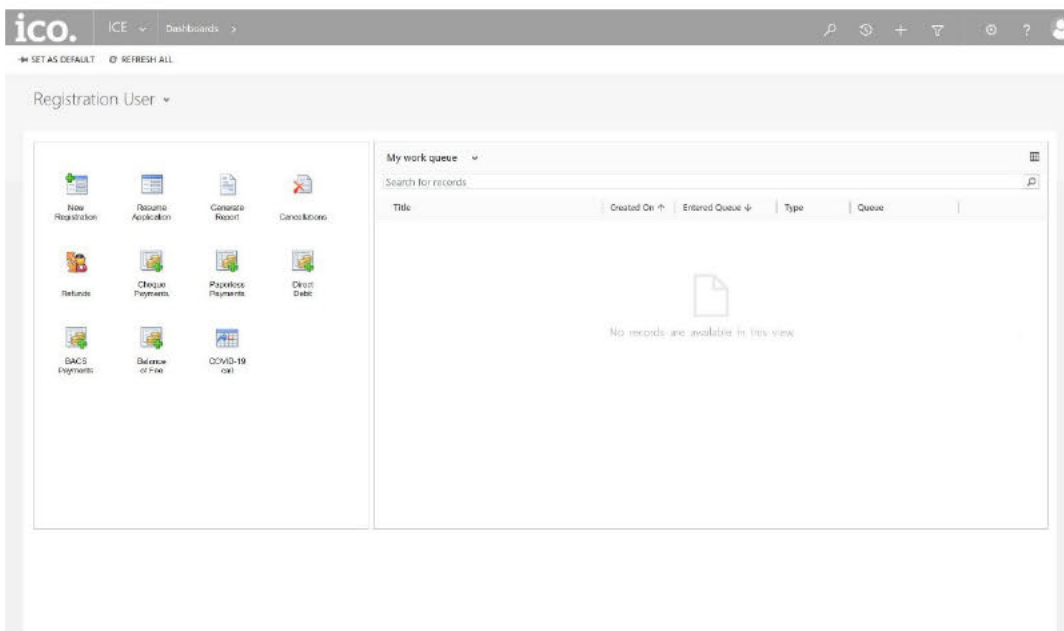 ico. ICE Dashboards >
SET AS DEFAULT REFRESH ALL
Registration User
New
Registration
Resume
Application
Generate
Report
Cancellations
Refunds
Cheque
Payments
Paperless
Payments
Direct
Debit
BACS
Payments
Balance
of Fee
COVID-19
call
My work queue
Search for records
Title Created On ↑ Entered Queue ↓ Type Queue
No records are available in this view.